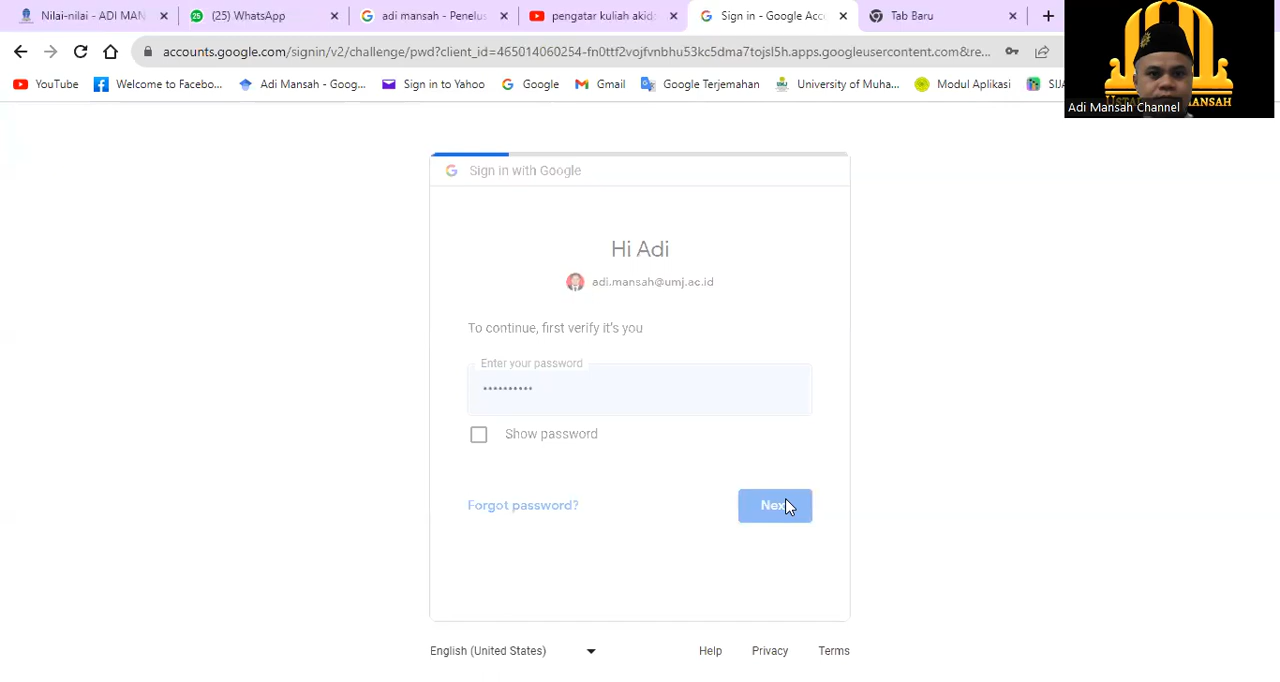 Nilai-nilai - ADI MAN
(25) WhatsApp
adi mansah - Penelus
pengatar kuliah akidz
Sign in - Google Acc
Tab Baru
accounts.google.com/signin/v2/challenge/pwd?client_id=465014060254-fn0ttf2vojfvnbhu53kc5dma7tojsl5h.apps.googleusercontent.com&re...
YouTube
Welcome to Facebo...
Adi Mansah - Goog...
Sign in to Yahoo
Google
Gmail
Google Terjemahan
University of Muha...
Modul Aplikasi
Adi Mansah Channel
Sign in with Google
Hi Adi
adi.mansah@umj.ac.id
To continue, first verify it's you
Enter your password
••••••••••
Show password
Forgot password?
Next
English (United States)
Help
Privacy
Terms